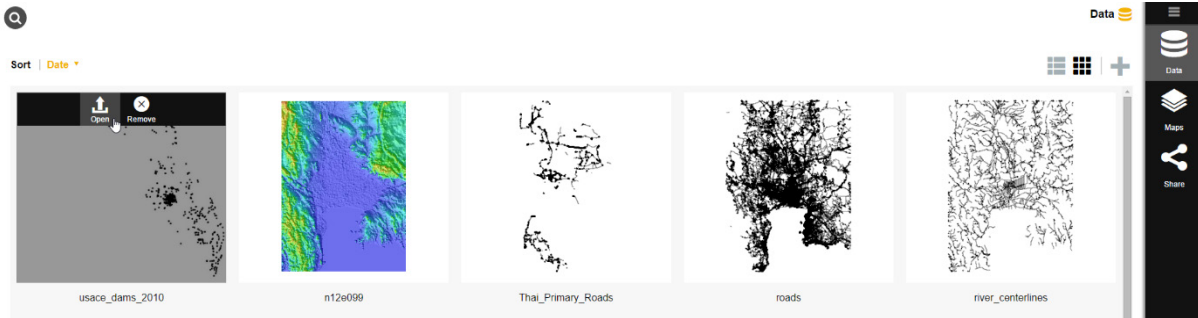 Data
Sort | Date
Open Remove
usace_dams_2010
n12e099
Thai_Primary_Roads
roads
river_centerlines
Data
Maps
Share